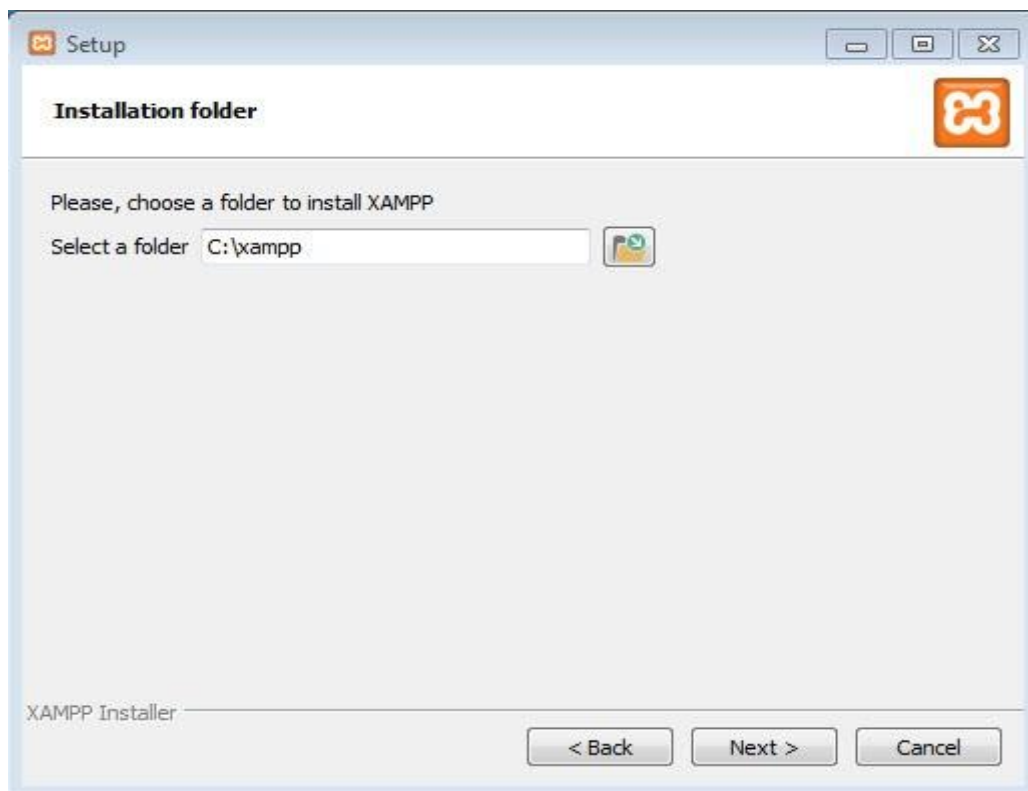 Setup
Installation folder
Please, choose a folder to install XAMPP
Select a folder C:\xampp
XAMPP Installer
< Back Next > Cancel